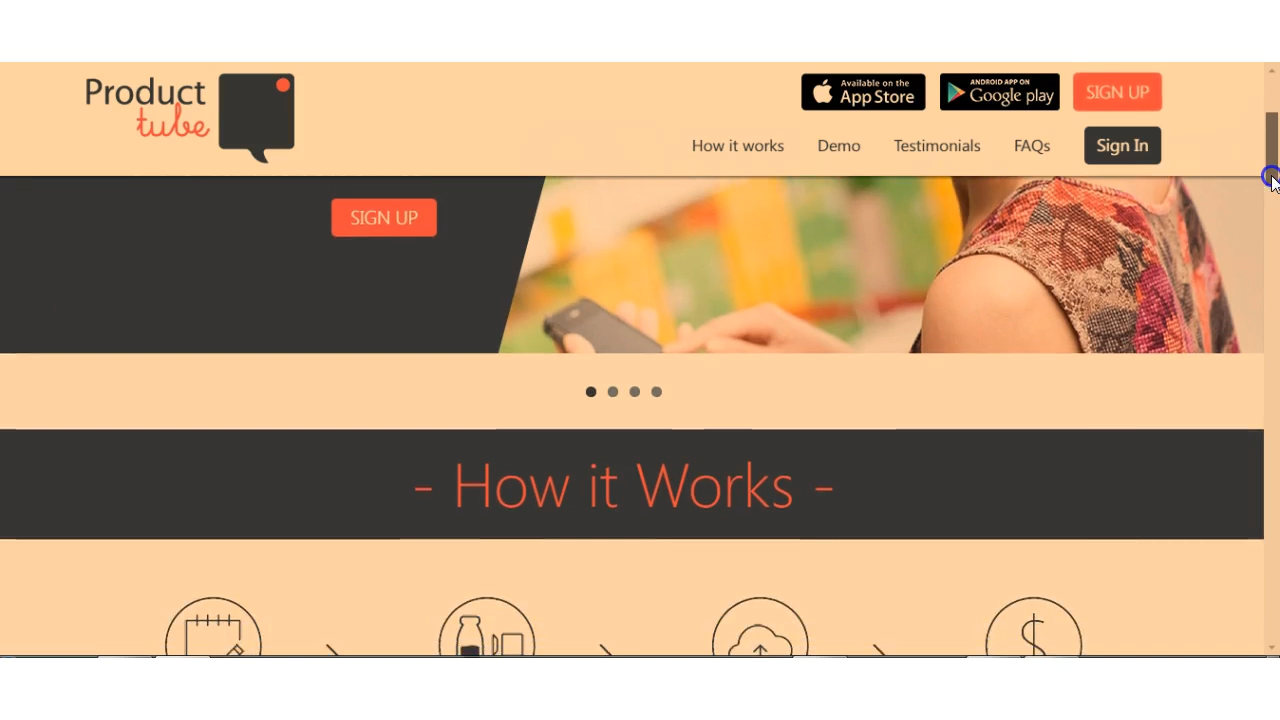 Product
tube
Available on the
App Store
ANDROID APP ON
Google play
SIGN UP
How it works
Demo
Testimonials
FAQs
Sign In
SIGN UP
- How it Works -
$